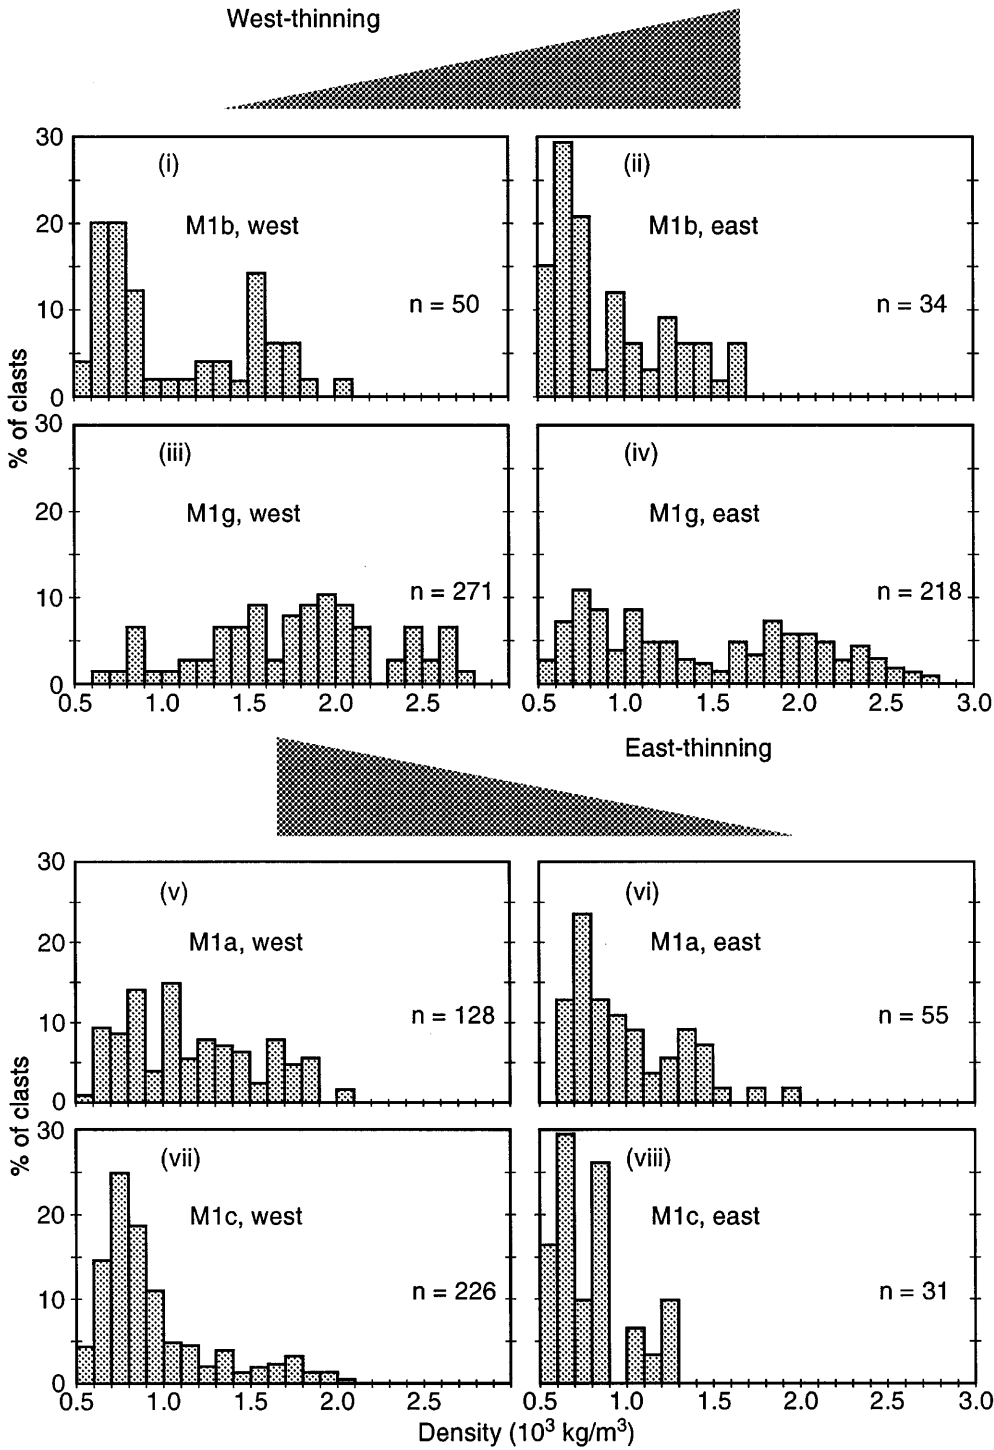 West-thinning
30
20
10
0
(i)
M1b, west
n = 50
(ii)
M1b, east
n = 34
% of clasts
30
20
10
0
(iii)
M1g, west
n = 271
(iv)
M1g, east
n = 218
0.5 1.0 1.5 2.0 2.5
0.5 1.0 1.5 2.0 2.5 3.0
East-thinning
30
20
10
0
(v)
M1a, west
n = 128
(vi)
M1a, east
n = 55
% of clasts
30
20
10
0
(vii)
M1c, west
n = 226
(viii)
M1c, east
n = 31
0.5 1.0 1.5 2.0 2.5
0.5 1.0 1.5 2.0 2.5 3.0
Density (10³ kg/m³)